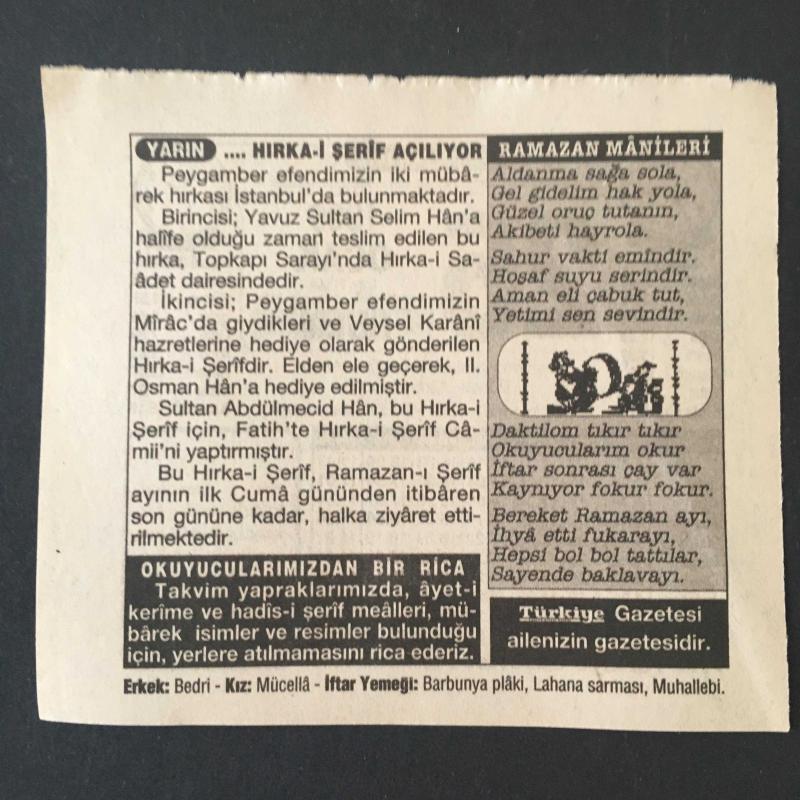 YARIN .... HIRKA-İ ŞERİF AÇILIYOR
Peygamber efendimizin iki mübâ-
rek hırkası İstanbul'da bulunmaktadır.
Birincisi; Yavuz Sultan Selim Hân'a
halîfe olduğu zaman teslim edilen bu
hırka, Topkapı Sarayı'nda Hırka-i Sa-
âdet dairesindedir.
İkincisi; Peygamber efendimizin
Mîrâc'da giydikleri ve Veysel Karânî
hazretlerine hediye olarak gönderilen
Hırka-i Şerîfdir. Elden ele geçerek, II.
Osman Hân'a hediye edilmiştir.
Sultan Abdülmecid Hân, bu Hırka-i
Şerîf için, Fatih'te Hırka-i Şerîf Câ-
mii'ni yaptırmıştır.
Bu Hırka-i Şerîf, Ramazan-ı Şerîf
ayının ilk Cumâ gününden itibâren
son gününe kadar, halka ziyâret etti-
rilmektedir.
OKUYUCULARIMIZDAN BİR RİCA
Takvim yapraklarımızda, âyet-i
kerîme ve hadîs-i şerîf meâlleri, mü-
bârek isimler ve resimler bulunduğu
için, yerlere atılmamasını rica ederiz.
RAMAZAN MÂNİLERİ
Aldanma sağa sola,
Gel gidelim hak yola,
Güzel oruç tutanın,
Akibeti hayrola.
Sahur vakti emîndir.
Hoşaf suyu serindir.
Aman eli çabuk tut,
Yetimi sen sevindir.
Daktilom tıkır tıkır
Okuyucularım okur
İftar sonrası çay var
Kaynıyor fokur fokur.
Bereket Ramazan ayı,
İhyâ etti fukarayı,
Hepsi bol bol tattılar,
Sayende baklavayı.
Türkiye Gazetesi
ailenizin gazetesidir.
Erkek: Bedri - Kız: Mücellâ - İftar Yemeği: Barbunya plâki, Lahana sarması, Muhallebi.